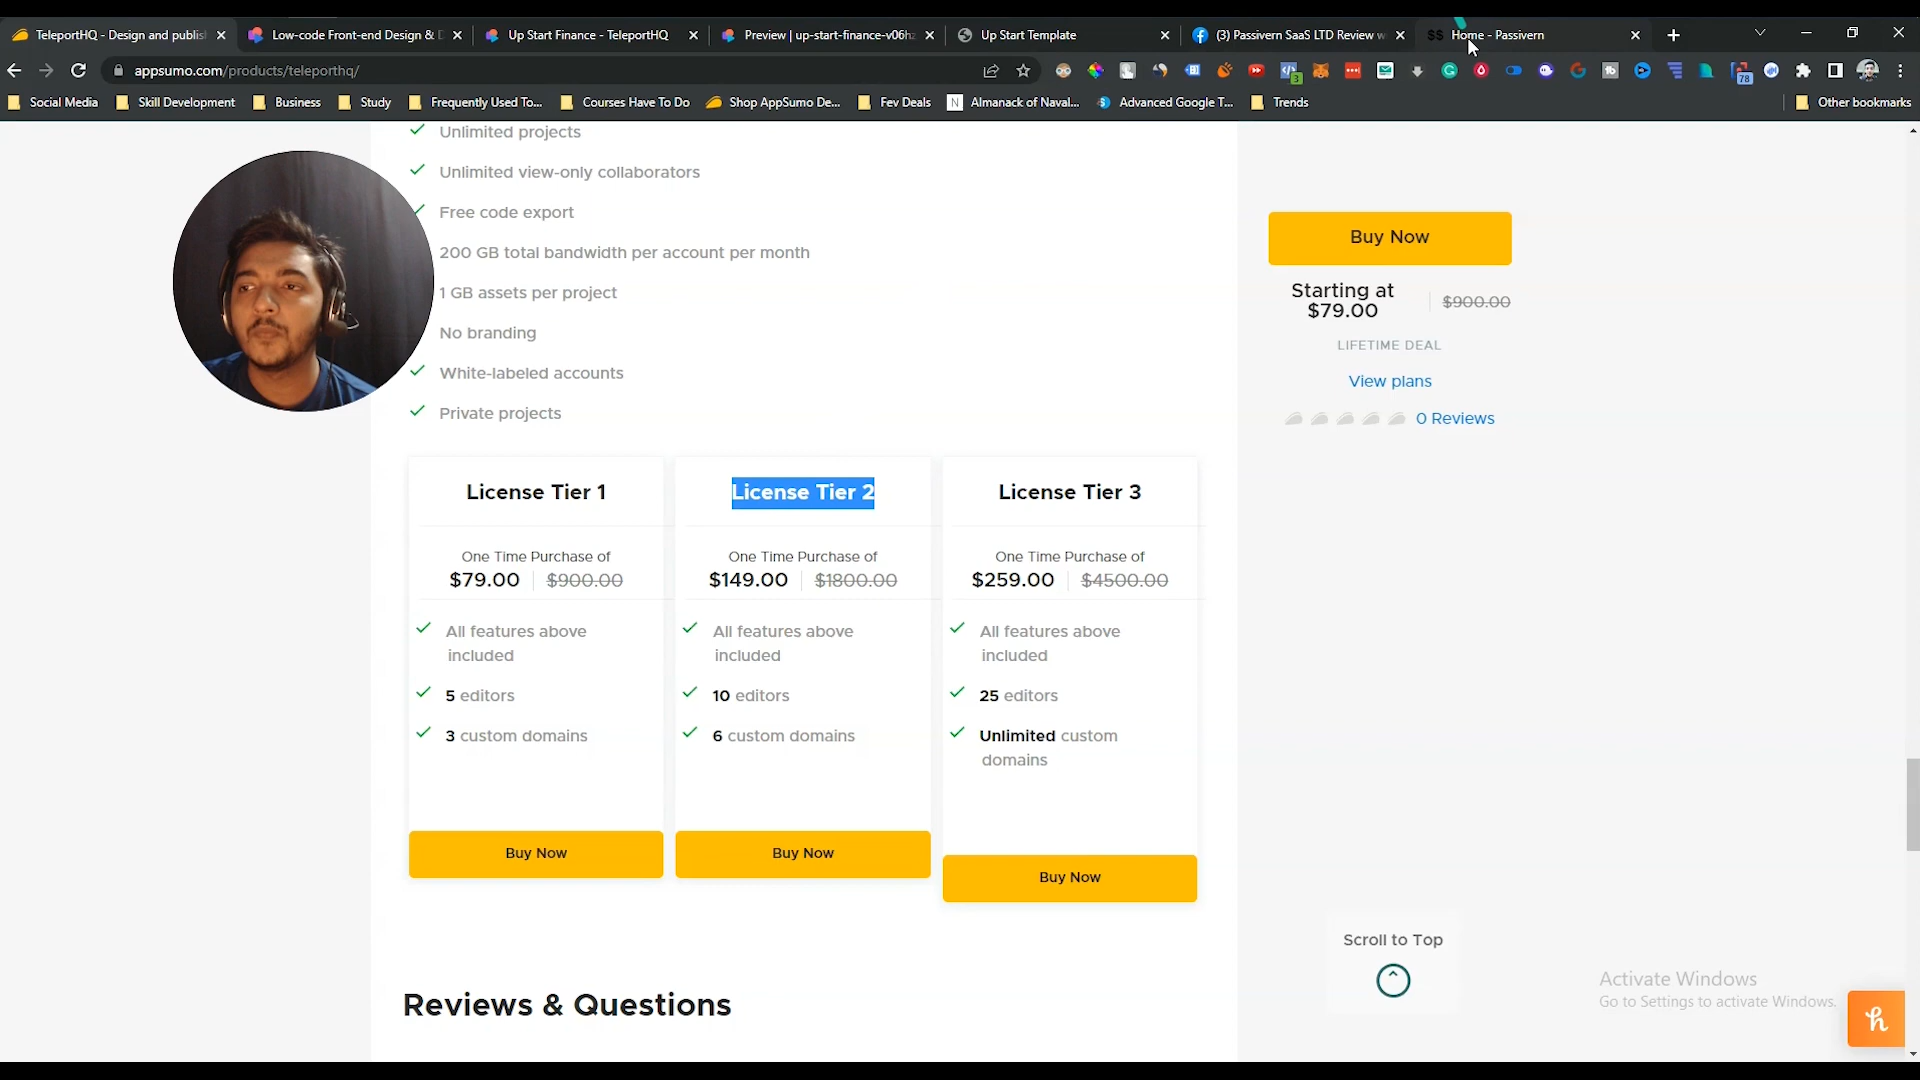 TeleportHQ - Design and publis
Low-code Front-end Design & D
Up Start Finance - TeleportHQ
Preview | up-start-finance-v06h
Up Start Template
(3) Passivern SaaS LTD Review w
Home - Passivern
appsumo.com/products/teleporthq/
Social Media
Skill Development
Business
Study
Frequently Used To...
Courses Have To Do
Shop AppSumo De...
Fev Deals
Almanack of Naval...
Advanced Google T...
Trends
Other bookmarks
Unlimited projects
Unlimited view-only collaborators
Free code export
200 GB total bandwidth per account per month
1 GB assets per project
No branding
White-labeled accounts
Private projects
Buy Now
Starting at
$79.00
$900.00
LIFETIME DEAL
View plans
0 Reviews
License Tier 1
One Time Purchase of
$79.00 $900.00
All features above
included
5 editors
3 custom domains
Buy Now
License Tier 2
One Time Purchase of
$149.00 $1800.00
All features above
included
10 editors
6 custom domains
Buy Now
License Tier 3
One Time Purchase of
$259.00 $4500.00
All features above
included
25 editors
Unlimited custom
domains
Buy Now
Reviews & Questions
Scroll to Top
Activate Windows
Go to Settings to activate Windows.